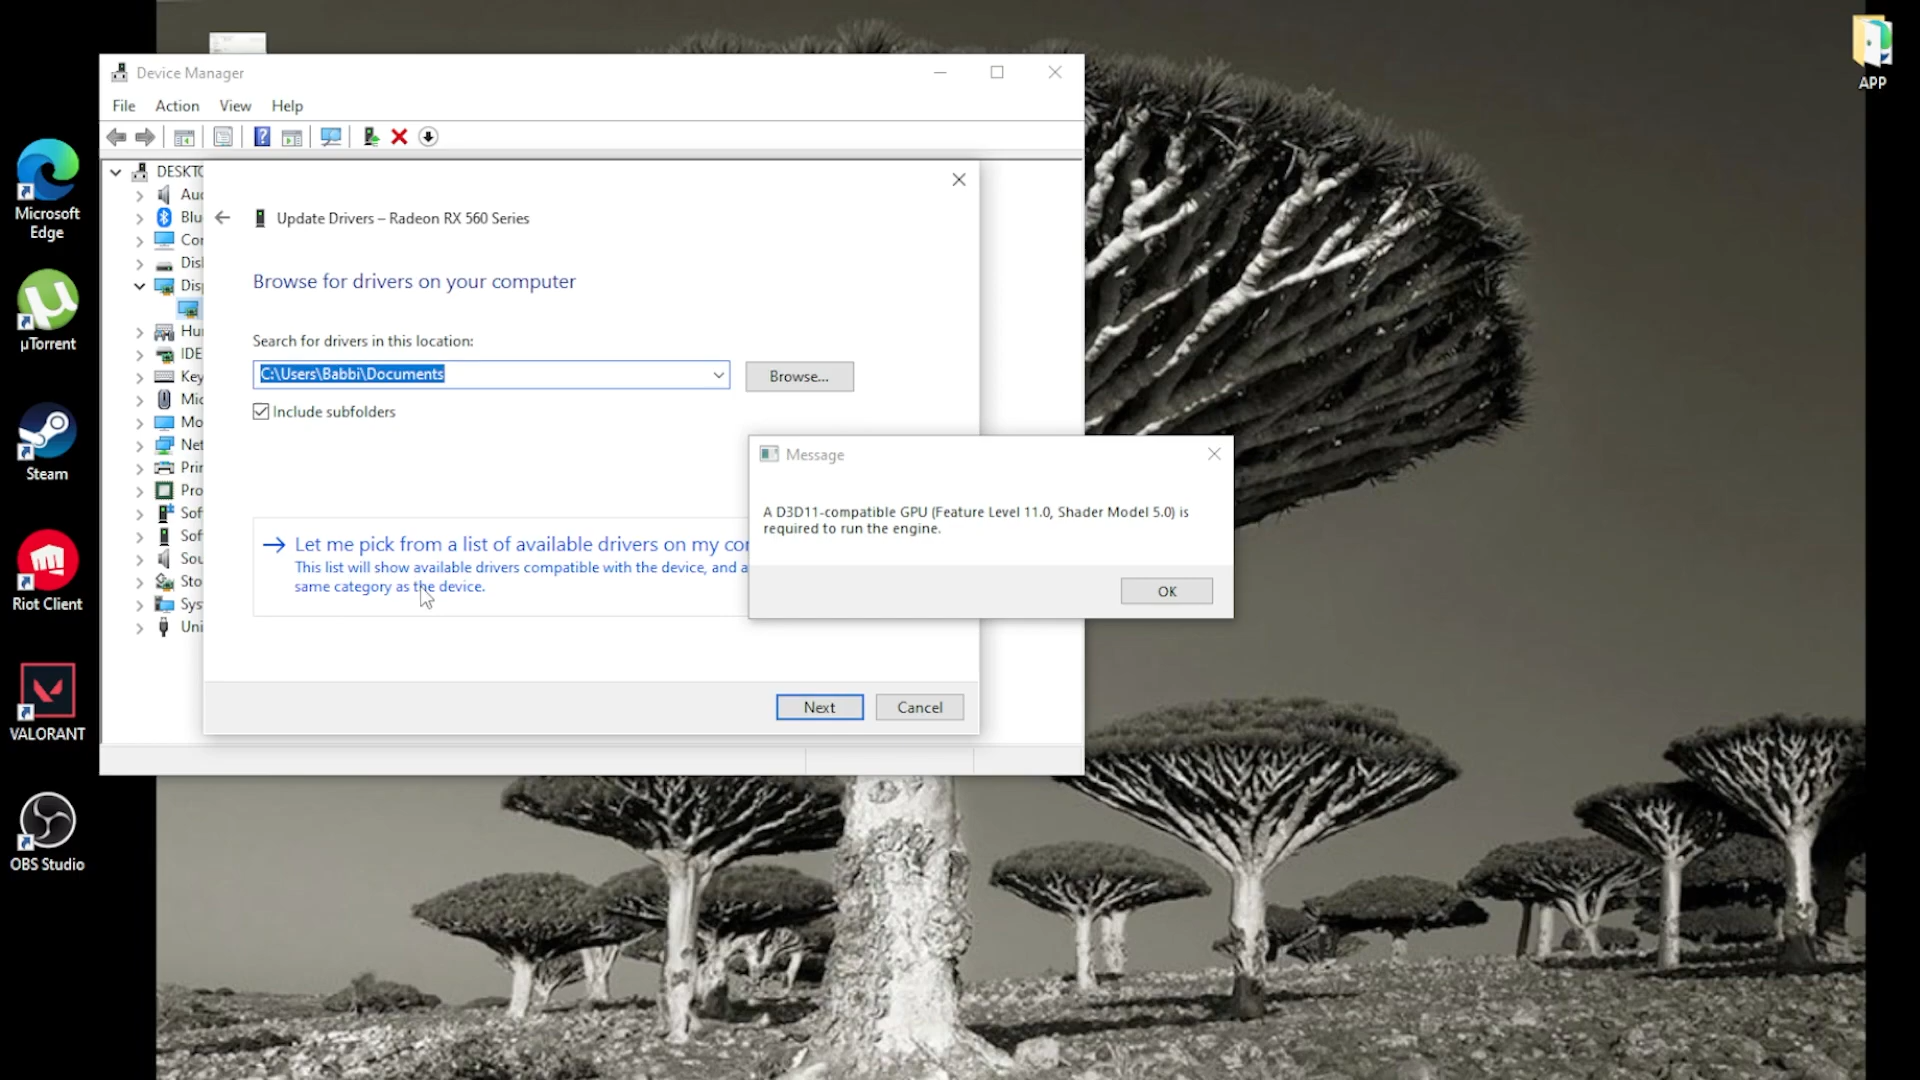 APP
Device Manager
File Action View Help
DESKTO
Auc
Blu
Cor
Disl
Disp
Hur
IDE
Key
Mic
Mo
Net
Prin
Pro
Sof
Sof
Sou
Sto
Sys
Uni
Update Drivers – Radeon RX 560 Series
Browse for drivers on your computer
Search for drivers in this location:
C:\Users\Babbi\Documents
Browse...
Include subfolders
Let me pick from a list of available drivers on my co
This list will show available drivers compatible with the device, and a
same category as the device.
Next
Cancel
Message
A D3D11-compatible GPU (Feature Level 11.0, Shader Model 5.0) is
required to run the engine.
OK
Microsoft
Edge
µTorrent
Steam
Riot Client
VALORANT
OBS Studio